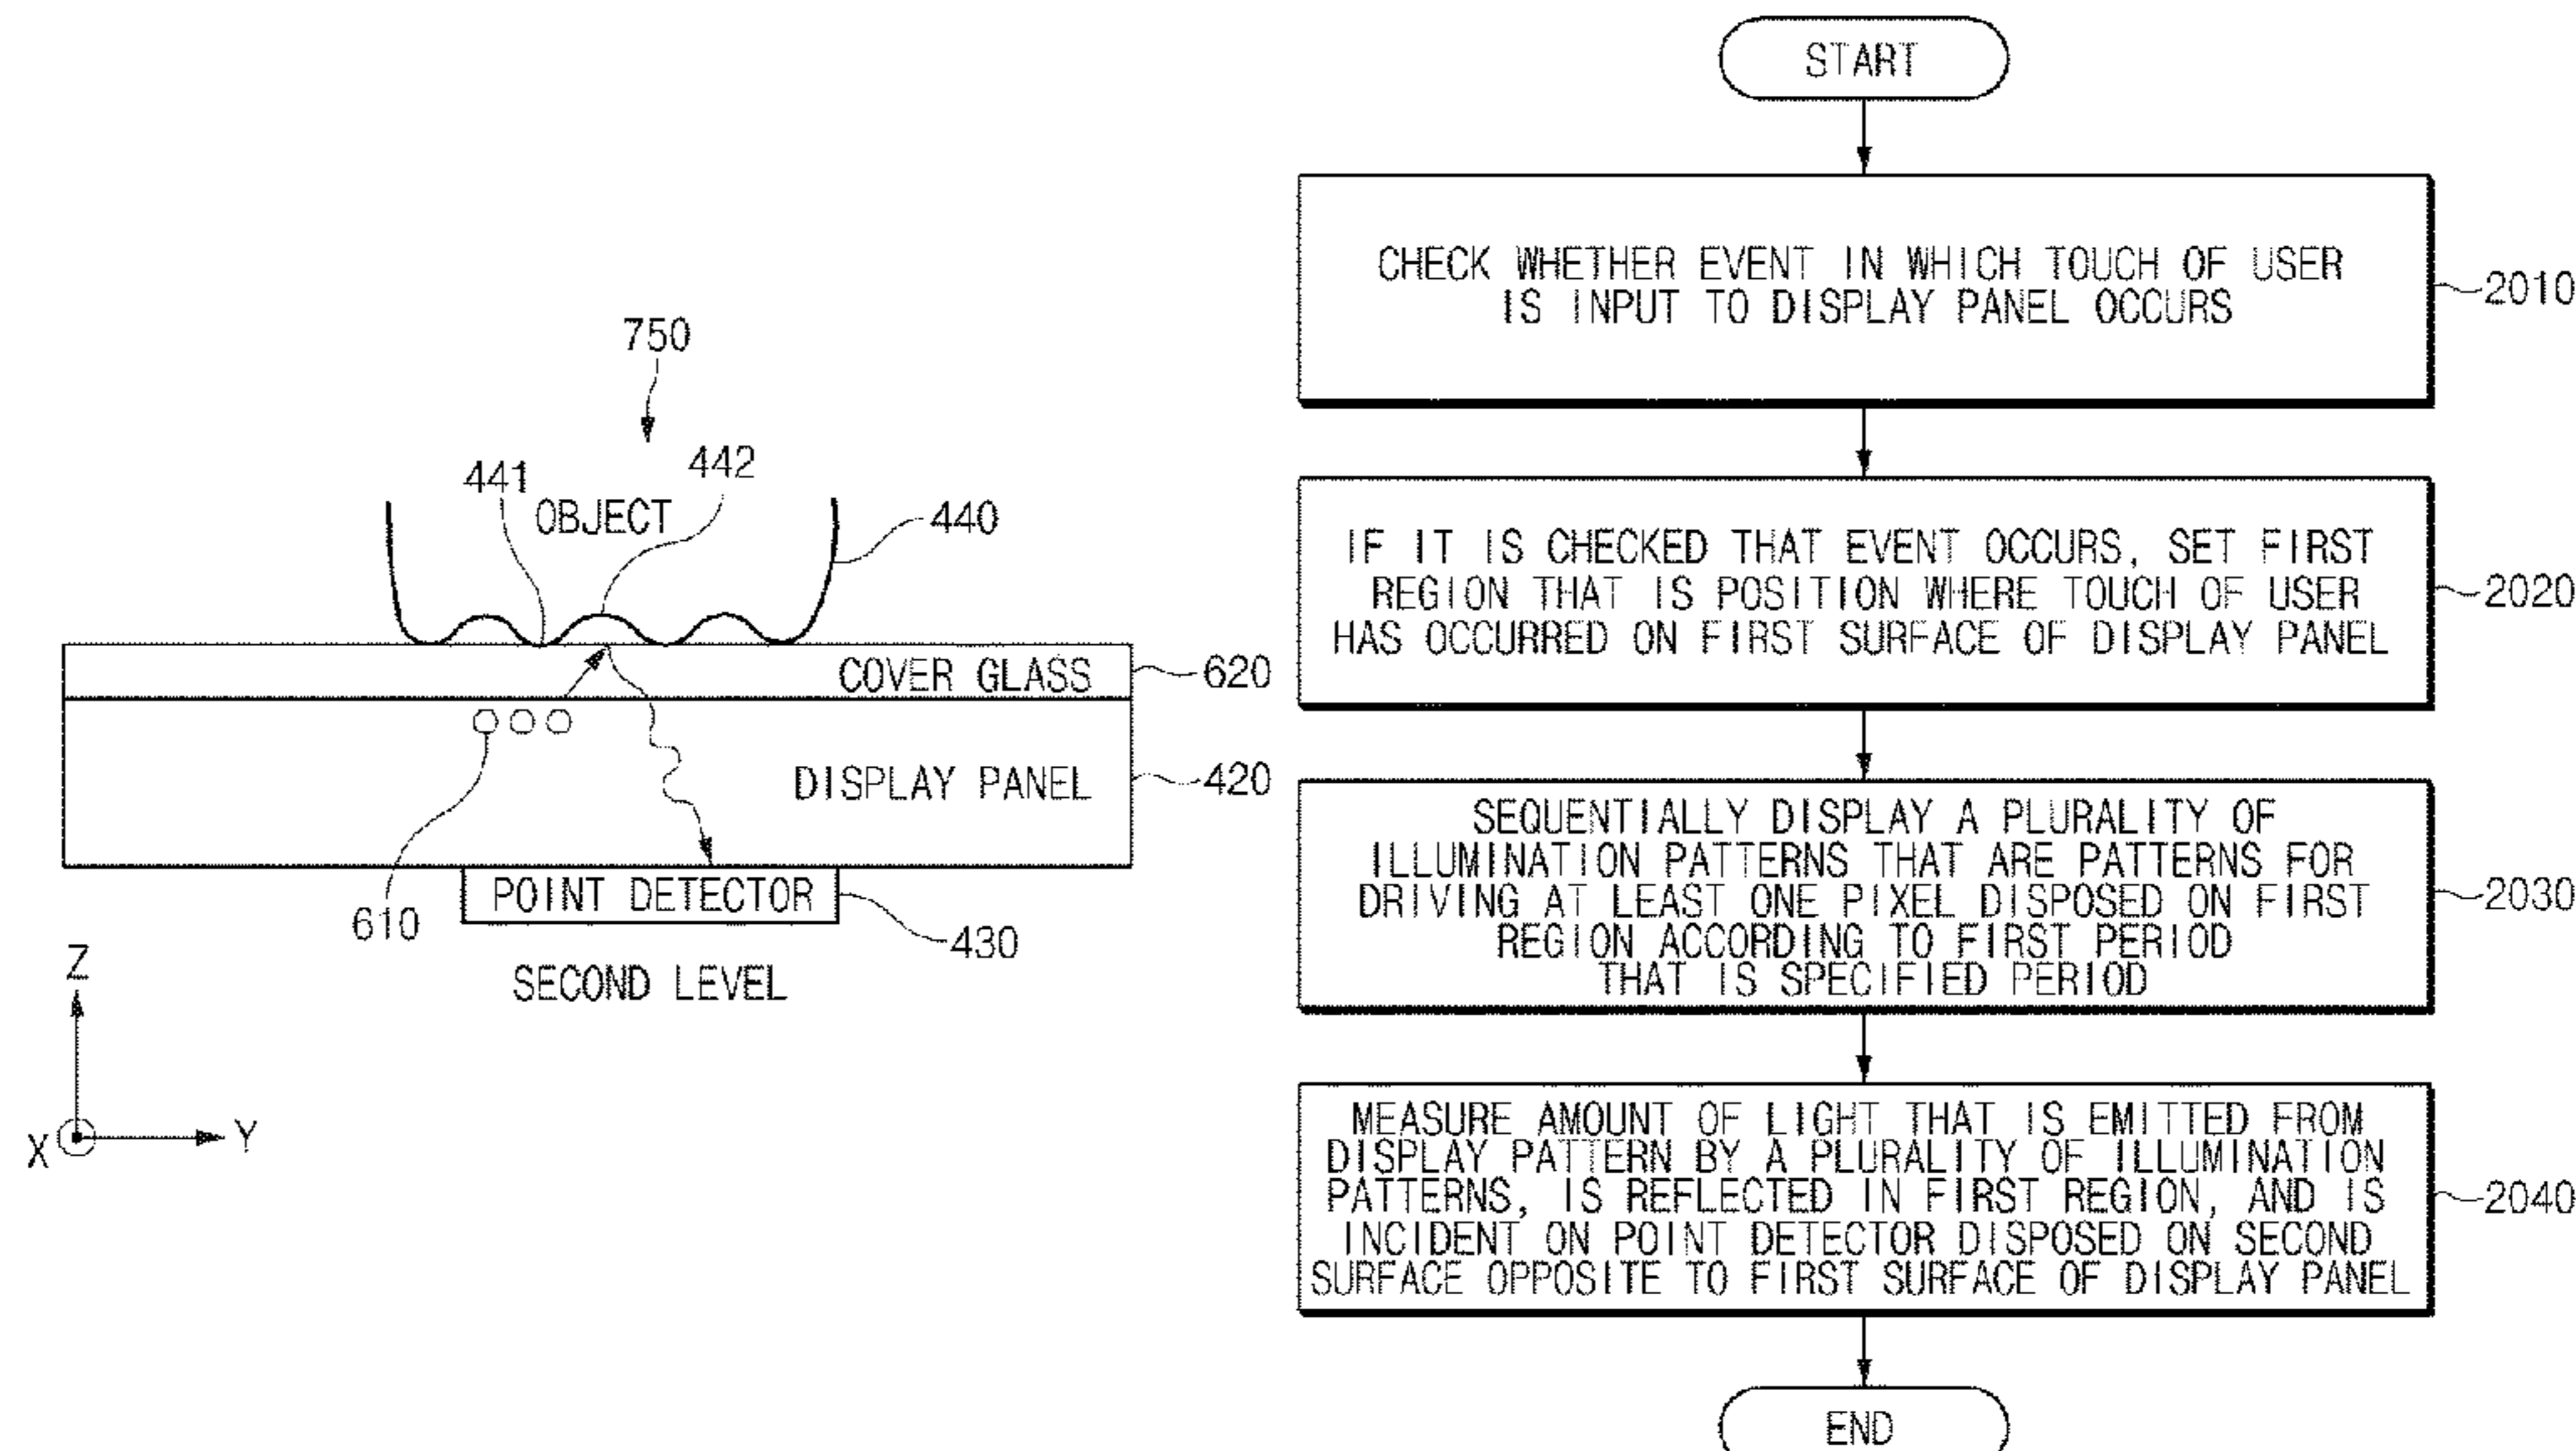 750
441
442
OBJECT
440
COVER GLASS
620
DISPLAY PANEL
420
610
POINT DETECTOR
430
SECOND LEVEL
Z
X
Y
START
CHECK WHETHER EVENT IN WHICH TOUCH OF USER
IS INPUT TO DISPLAY PANEL OCCURS
2010
IF IT IS CHECKED THAT EVENT OCCURS, SET FIRST
REGION THAT IS POSITION WHERE TOUCH OF USER
HAS OCCURRED ON FIRST SURFACE OF DISPLAY PANEL
2020
SEQUENTIALLY DISPLAY A PLURALITY OF
ILLUMINATION PATTERNS THAT ARE PATTERNS FOR
DRIVING AT LEAST ONE PIXEL DISPOSED ON FIRST
REGION ACCORDING TO FIRST PERIOD
THAT IS SPECIFIED PERIOD
2030
MEASURE AMOUNT OF LIGHT THAT IS EMITTED FROM
DISPLAY PATTERN BY A PLURALITY OF ILLUMINATION
PATTERNS, IS REFLECTED IN FIRST REGION, AND IS
INCIDENT ON POINT DETECTOR DISPOSED ON SECOND
SURFACE OPPOSITE TO FIRST SURFACE OF DISPLAY PANEL
2040
END